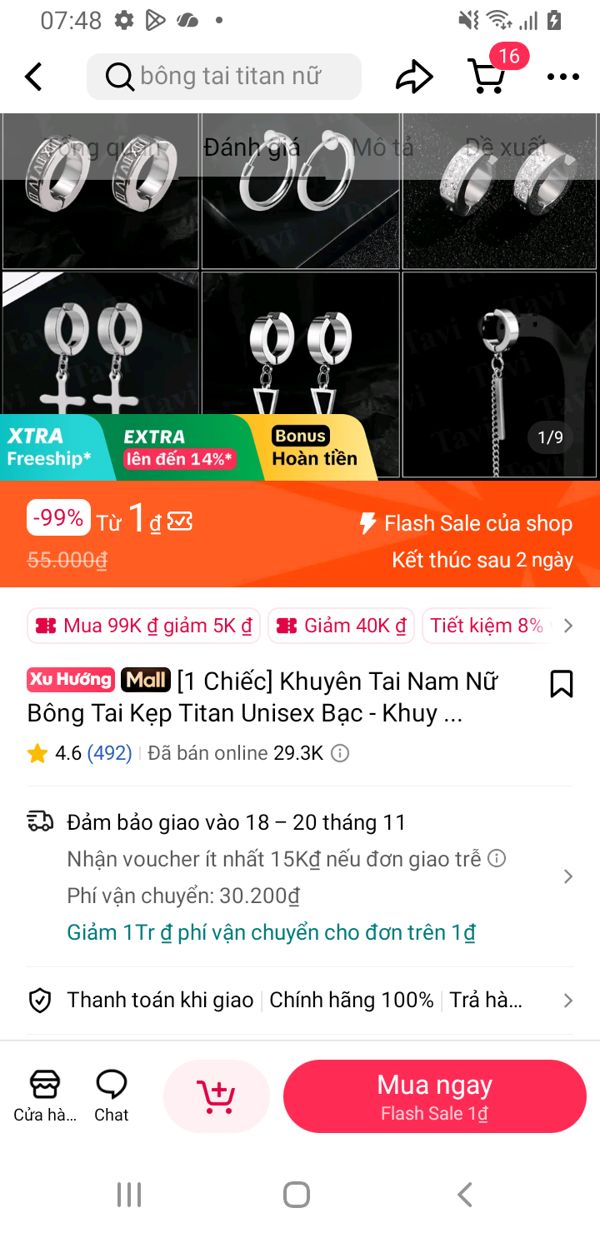 07:48
bông tai titan nữ
16
Tổng quan Đánh giá Mô tả Đề xuất
Tavi
XTRA
Freeship*
EXTRA
lên đến 14%*
Bonus
Hoàn tiền
1/9
-99% Từ 1₫
Flash Sale của shop
55.000₫
Kết thúc sau 2 ngày
Mua 99K ₫ giảm 5K ₫
Giảm 40K ₫
Tiết kiệm 8%
Xu Hướng Mall [1 Chiếc] Khuyên Tai Nam Nữ
Bông Tai Kẹp Titan Unisex Bạc - Khuy ...
4.6 (492) Đã bán online 29.3K
Đảm bảo giao vào 18 – 20 tháng 11
Nhận voucher ít nhất 15K₫ nếu đơn giao trễ
Phí vận chuyển: 30.200₫
Giảm 1Tr ₫ phí vận chuyển cho đơn trên 1₫
Thanh toán khi giao Chính hãng 100% Trả hà...
Cửa hà...
Chat
Mua ngay
Flash Sale 1₫